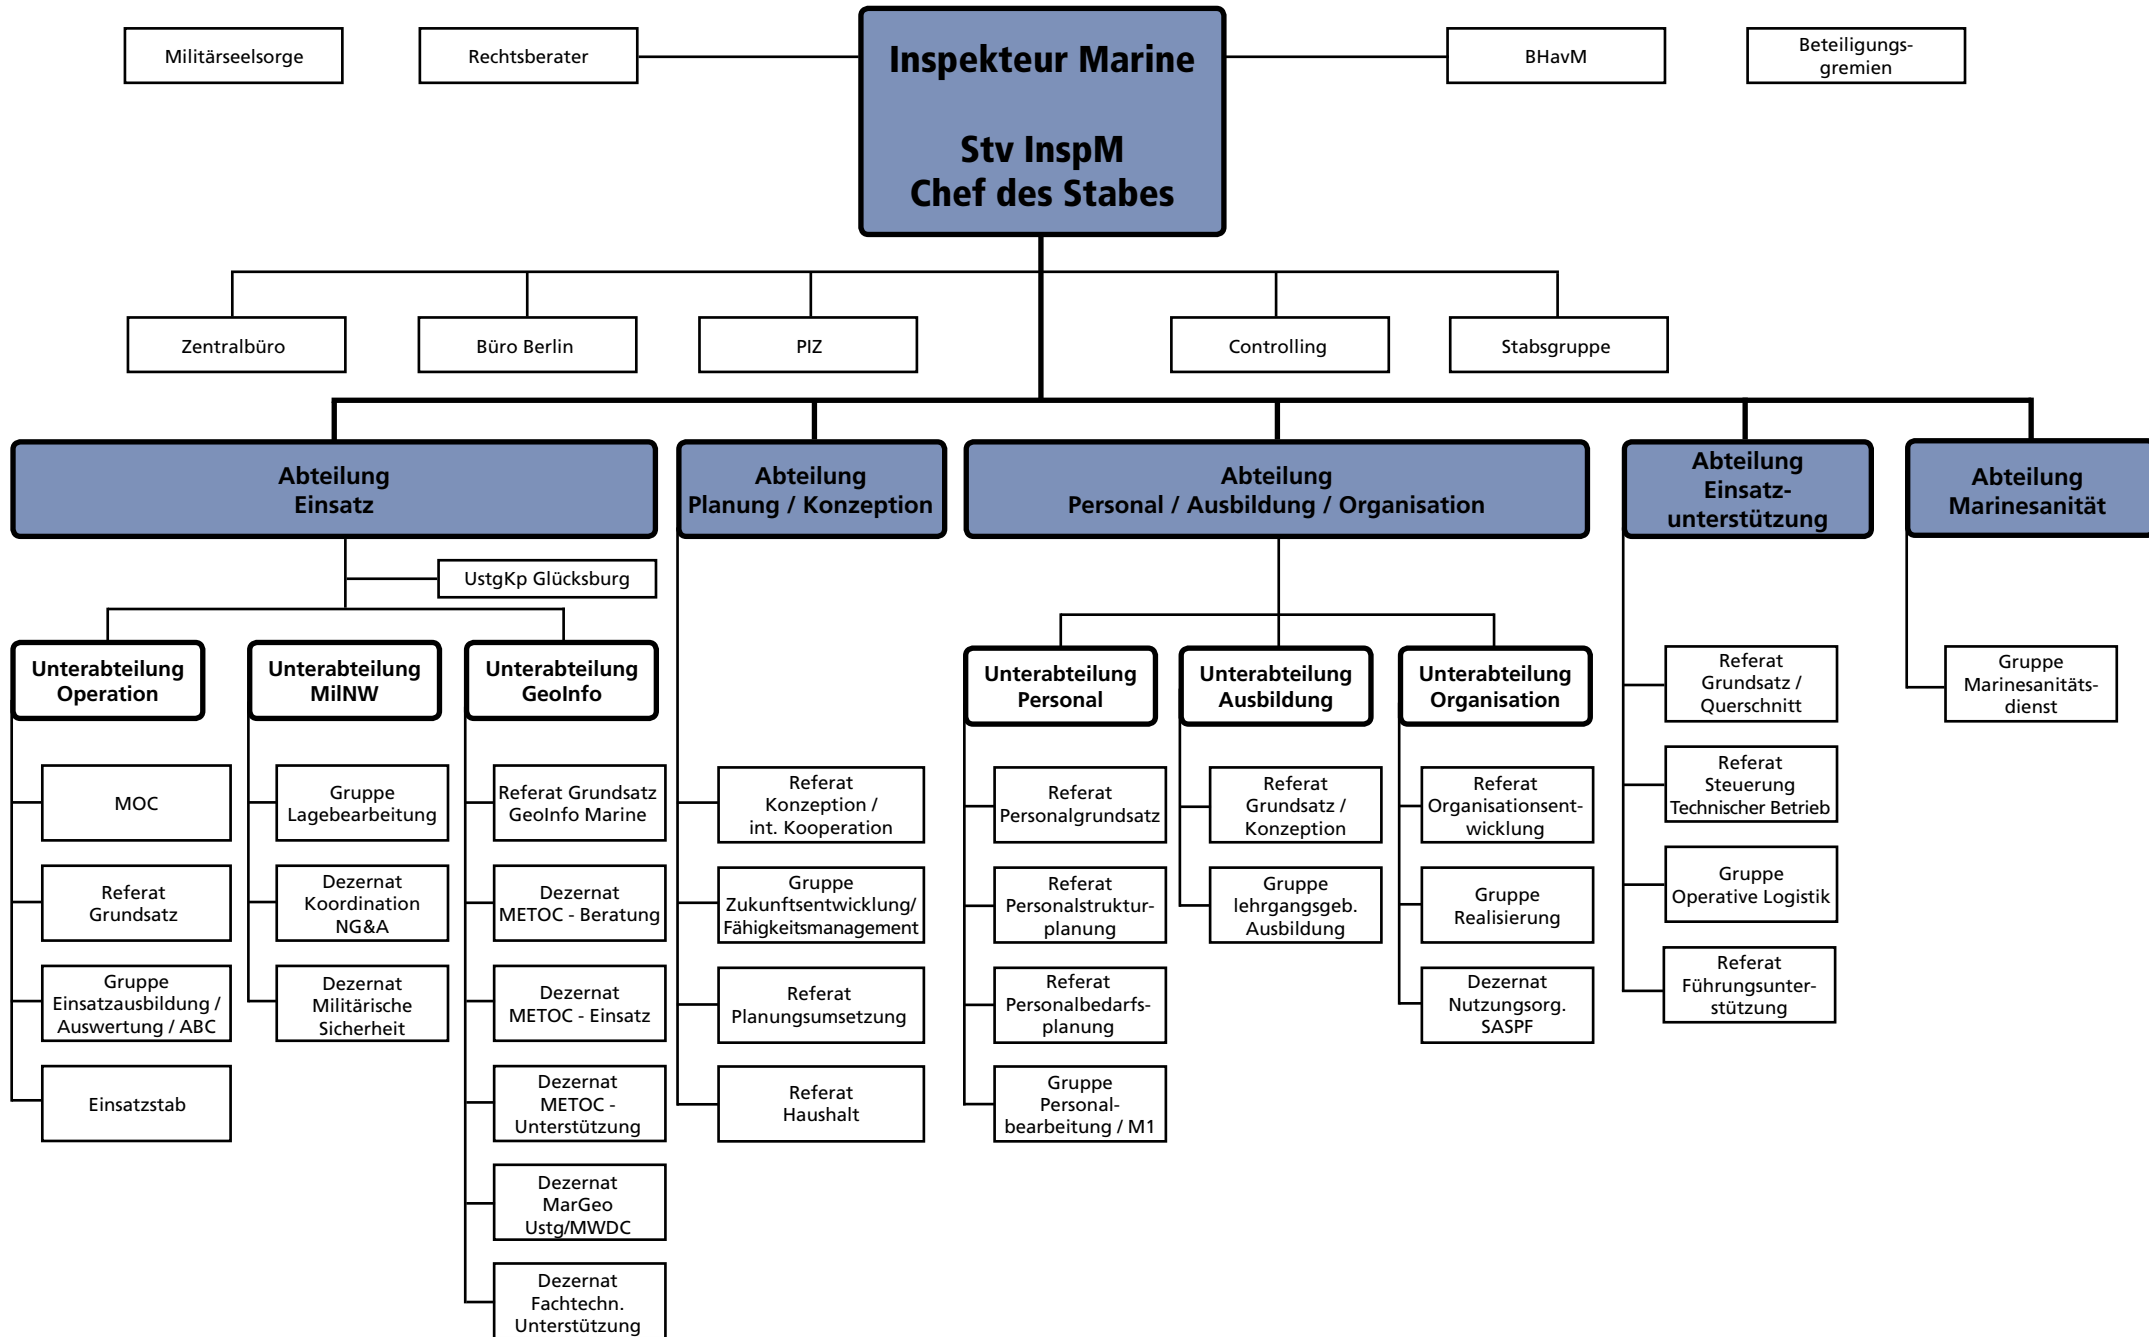 Militärseelsorge
Rechtsberater
Inspekteur Marine
Stv InspM
Chef des Stabes
BHavM
Beteiligungs-
gremien
Zentralbüro
Büro Berlin
PIZ
Controlling
Stabsgruppe
Abteilung
Einsatz
Abteilung
Planung / Konzeption
Abteilung
Personal / Ausbildung / Organisation
Abteilung
Einsatz-
unterstützung
Abteilung
Marinesanität
UstgKp Glücksburg
Unterabteilung
Operation
MOC
Referat
Grundsatz
Gruppe
Einsatzausbildung /
Auswertung / ABC
Einsatzstab
Unterabteilung
MilNW
Gruppe
Lagebearbeitung
Dezernat
Koordination
NG&A
Dezernat
Militärische
Sicherheit
Unterabteilung
GeoInfo
Referat Grundsatz
GeoInfo Marine
Dezernat
METOC - Beratung
Dezernat
METOC - Einsatz
Dezernat
METOC -
Unterstützung
Dezernat
MarGeo
Ustg/MWDC
Dezernat
Fachtechn.
Unterstützung
Referat
Konzeption /
int. Kooperation
Gruppe
Zukunftsentwicklung/
Fähigkeitsmanagement
Referat
Planungsumsetzung
Referat
Haushalt
Unterabteilung
Personal
Referat
Personalgrundsatz
Referat
Personalstruktur-
planung
Referat
Personalbedarfs-
planung
Gruppe
Personal-
bearbeitung / M1
Unterabteilung
Ausbildung
Referat
Grundsatz /
Konzeption
Gruppe
lehrgangsgeb.
Ausbildung
Unterabteilung
Organisation
Referat
Organisationsent-
wicklung
Gruppe
Realisierung
Dezernat
Nutzungsorg.
SASPF
Referat
Grundsatz /
Querschnitt
Referat
Steuerung
Technischer Betrieb
Gruppe
Operative Logistik
Referat
Führungsunter-
stützung
Gruppe
Marinesanitäts-
dienst